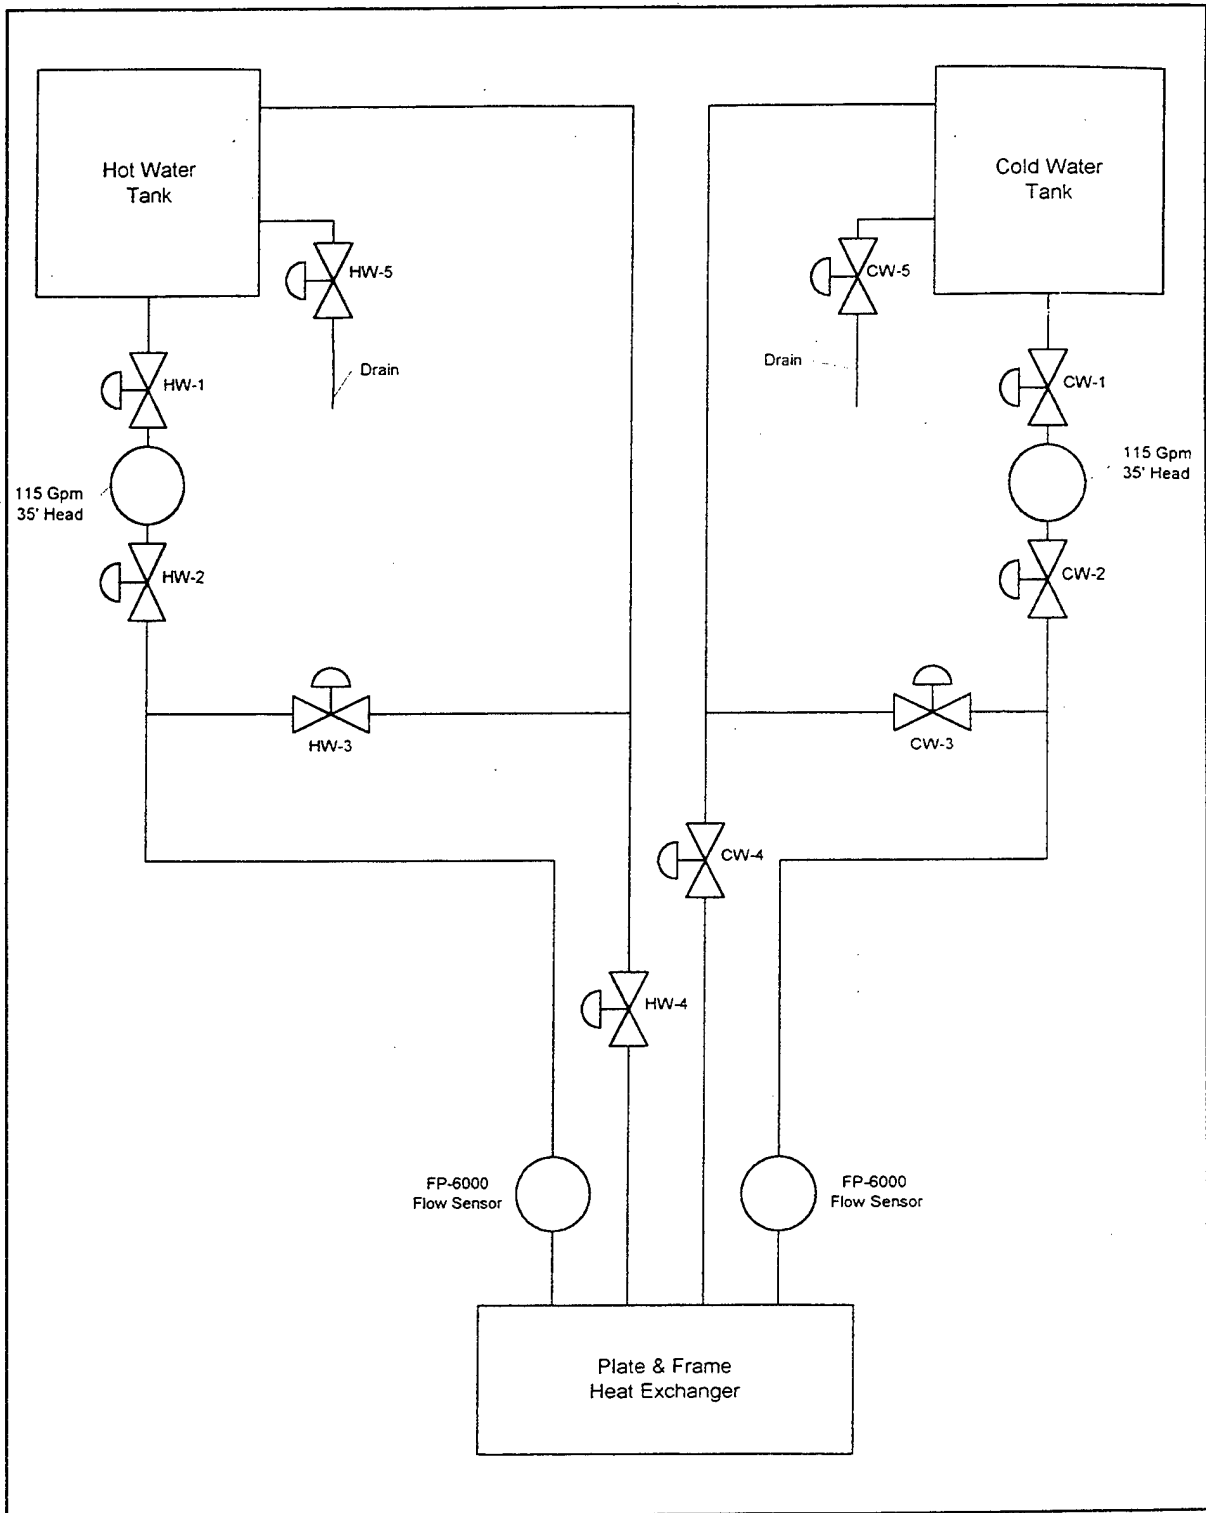 Hot Water
Tank
Cold Water
Tank
HW-5
CW-5
Drain
Drain
HW-1
CW-1
115 Gpm
35' Head
115 Gpm
35' Head
HW-2
CW-2
HW-3
CW-3
CW-4
HW-4
FP-6000
Flow Sensor
FP-6000
Flow Sensor
Plate & Frame
Heat Exchanger